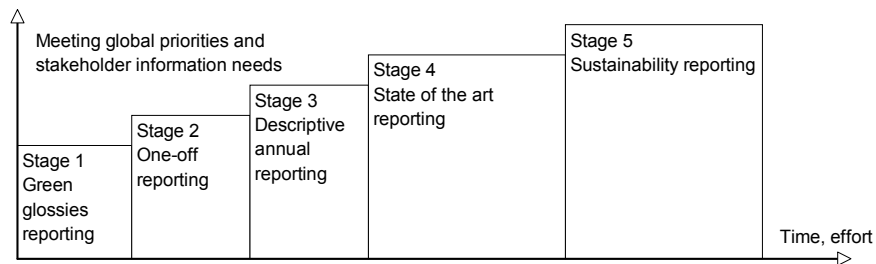 Meeting global priorities and
stakeholder information needs
Stage 1
Green
glossies
reporting
Stage 2
One-off
reporting
Stage 3
Descriptive
annual
reporting
Stage 4
State of the art
reporting
Stage 5
Sustainability reporting
Time, effort